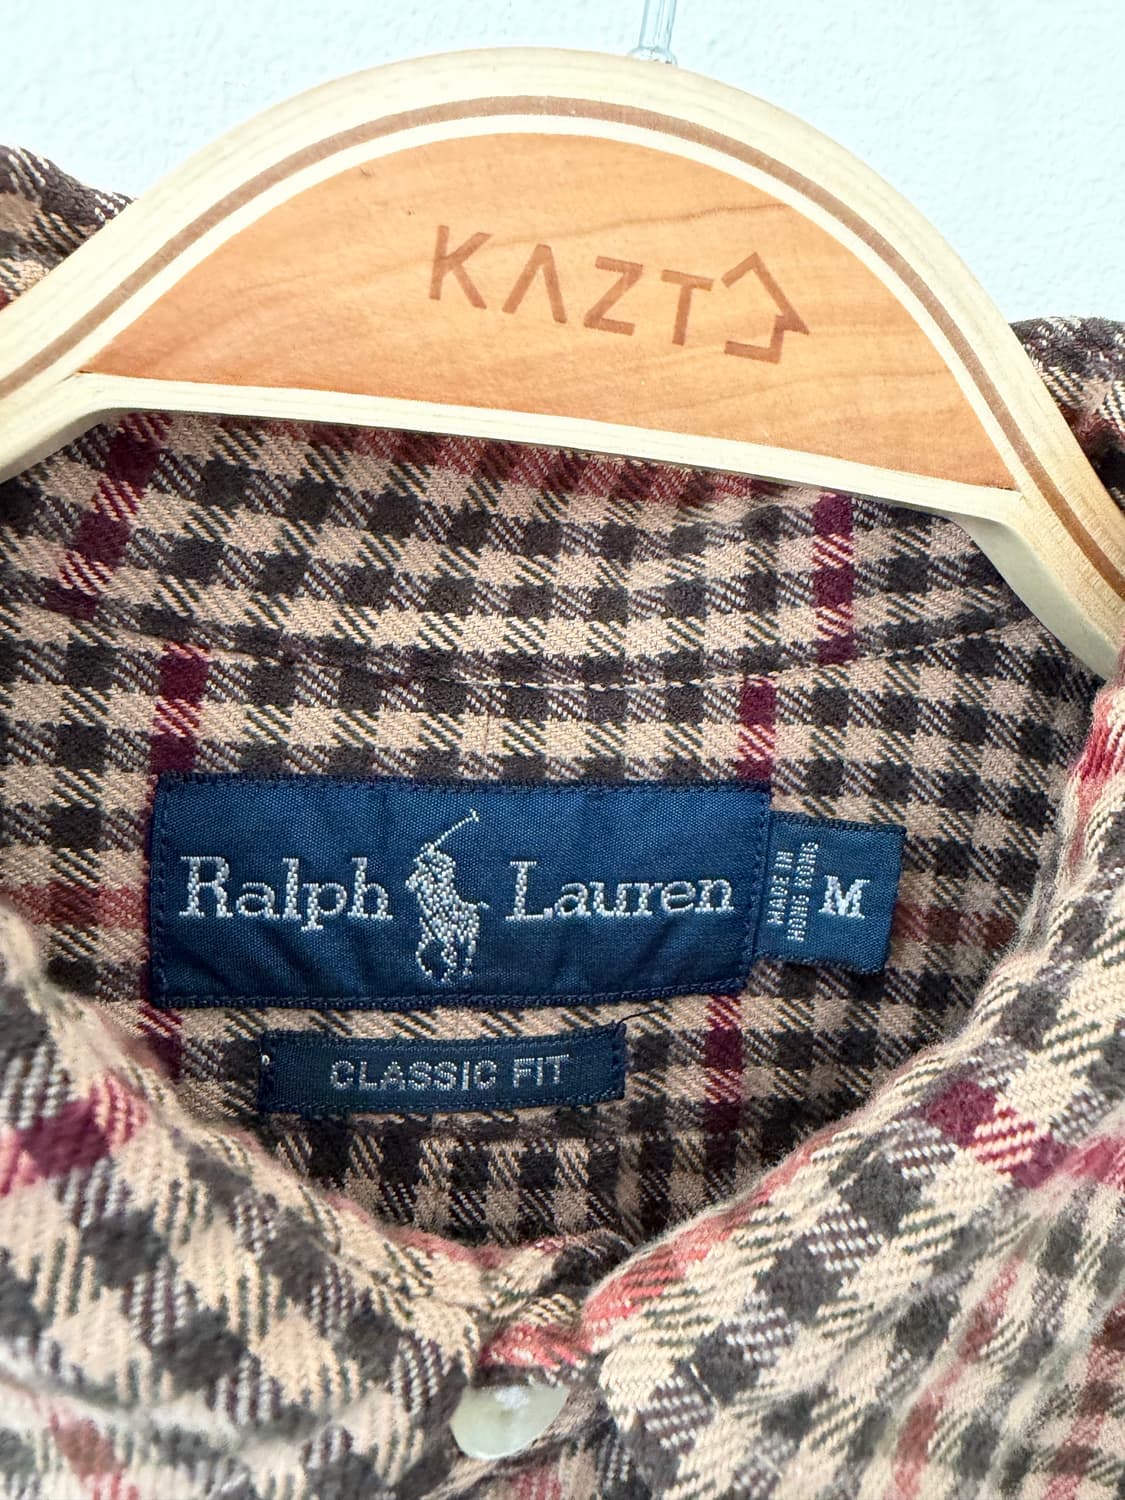 KAZT
Ralph Lauren
MADE IN
HONG KONG
M
CLASSIC FIT